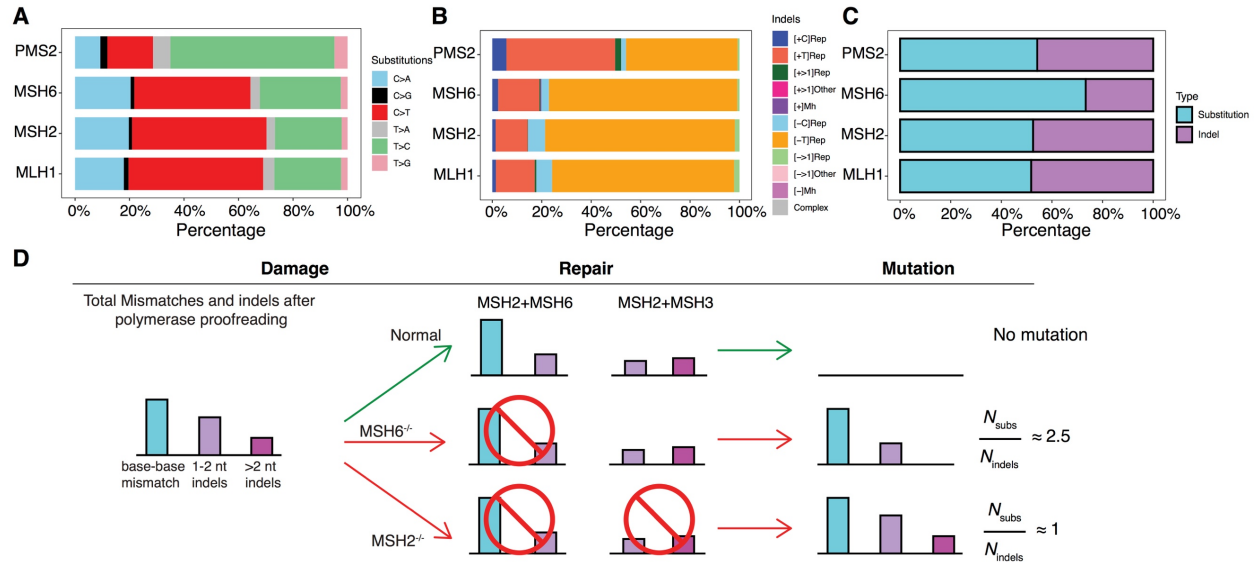 A
PMS2
MSH6
MSH2
MLH1
0% 20% 40% 60% 80% 100%
Percentage
Substitutions
C>A
C>G
C>T
T>A
T>C
T>G
B
PMS2
MSH6
MSH2
MLH1
0% 20% 40% 60% 80% 100%
Percentage
Indels
[+C]Rep
[+T]Rep
[+>1]Rep
[+>1]Other
[+]Mh
[−C]Rep
[−T]Rep
[−>1]Rep
[−>1]Other
[−]Mh
Complex
C
PMS2
MSH6
MSH2
MLH1
0% 20% 40% 60% 80% 100%
Percentage
Type
Substitution
Indel
D
Damage Repair Mutation
Total Mismatches and indels after
polymerase proofreading
base-base
mismatch
1-2 nt
indels
>2 nt
indels
MSH2+MSH6 MSH2+MSH3
Normal
No mutation
MSH6-/-
Nsubs
Nindels
≈ 2.5
MSH2-/-
Nsubs
Nindels
≈ 1